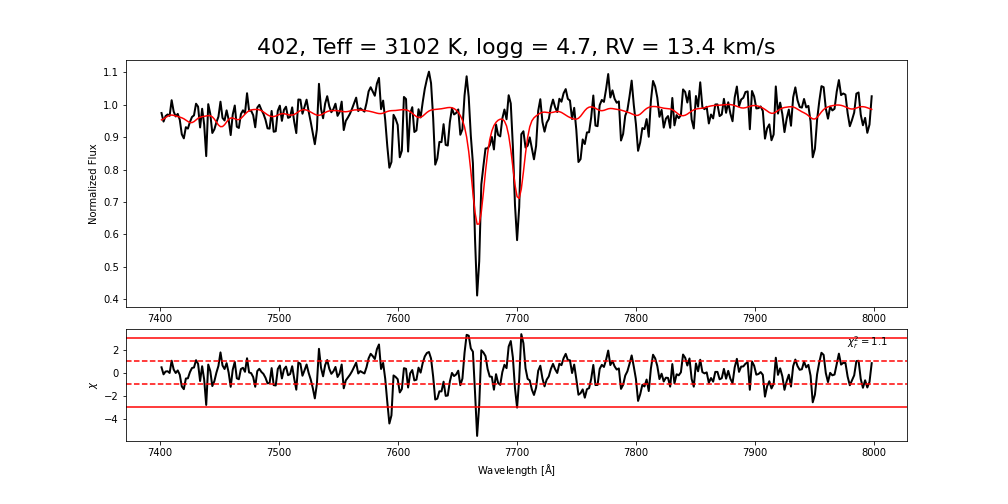 402, Teff = 3102 K, logg = 4.7, RV = 13.4 km/s
1.1
1.0
0.9
0.8
0.7
0.6
0.5
0.4
Normalized Flux
7400 7500 7600 7700 7800 7900 8000
χ²ᵣ = 1.1
2
0
−2
−4
χ
7400 7500 7600 7700 7800 7900 8000
Wavelength [Å]